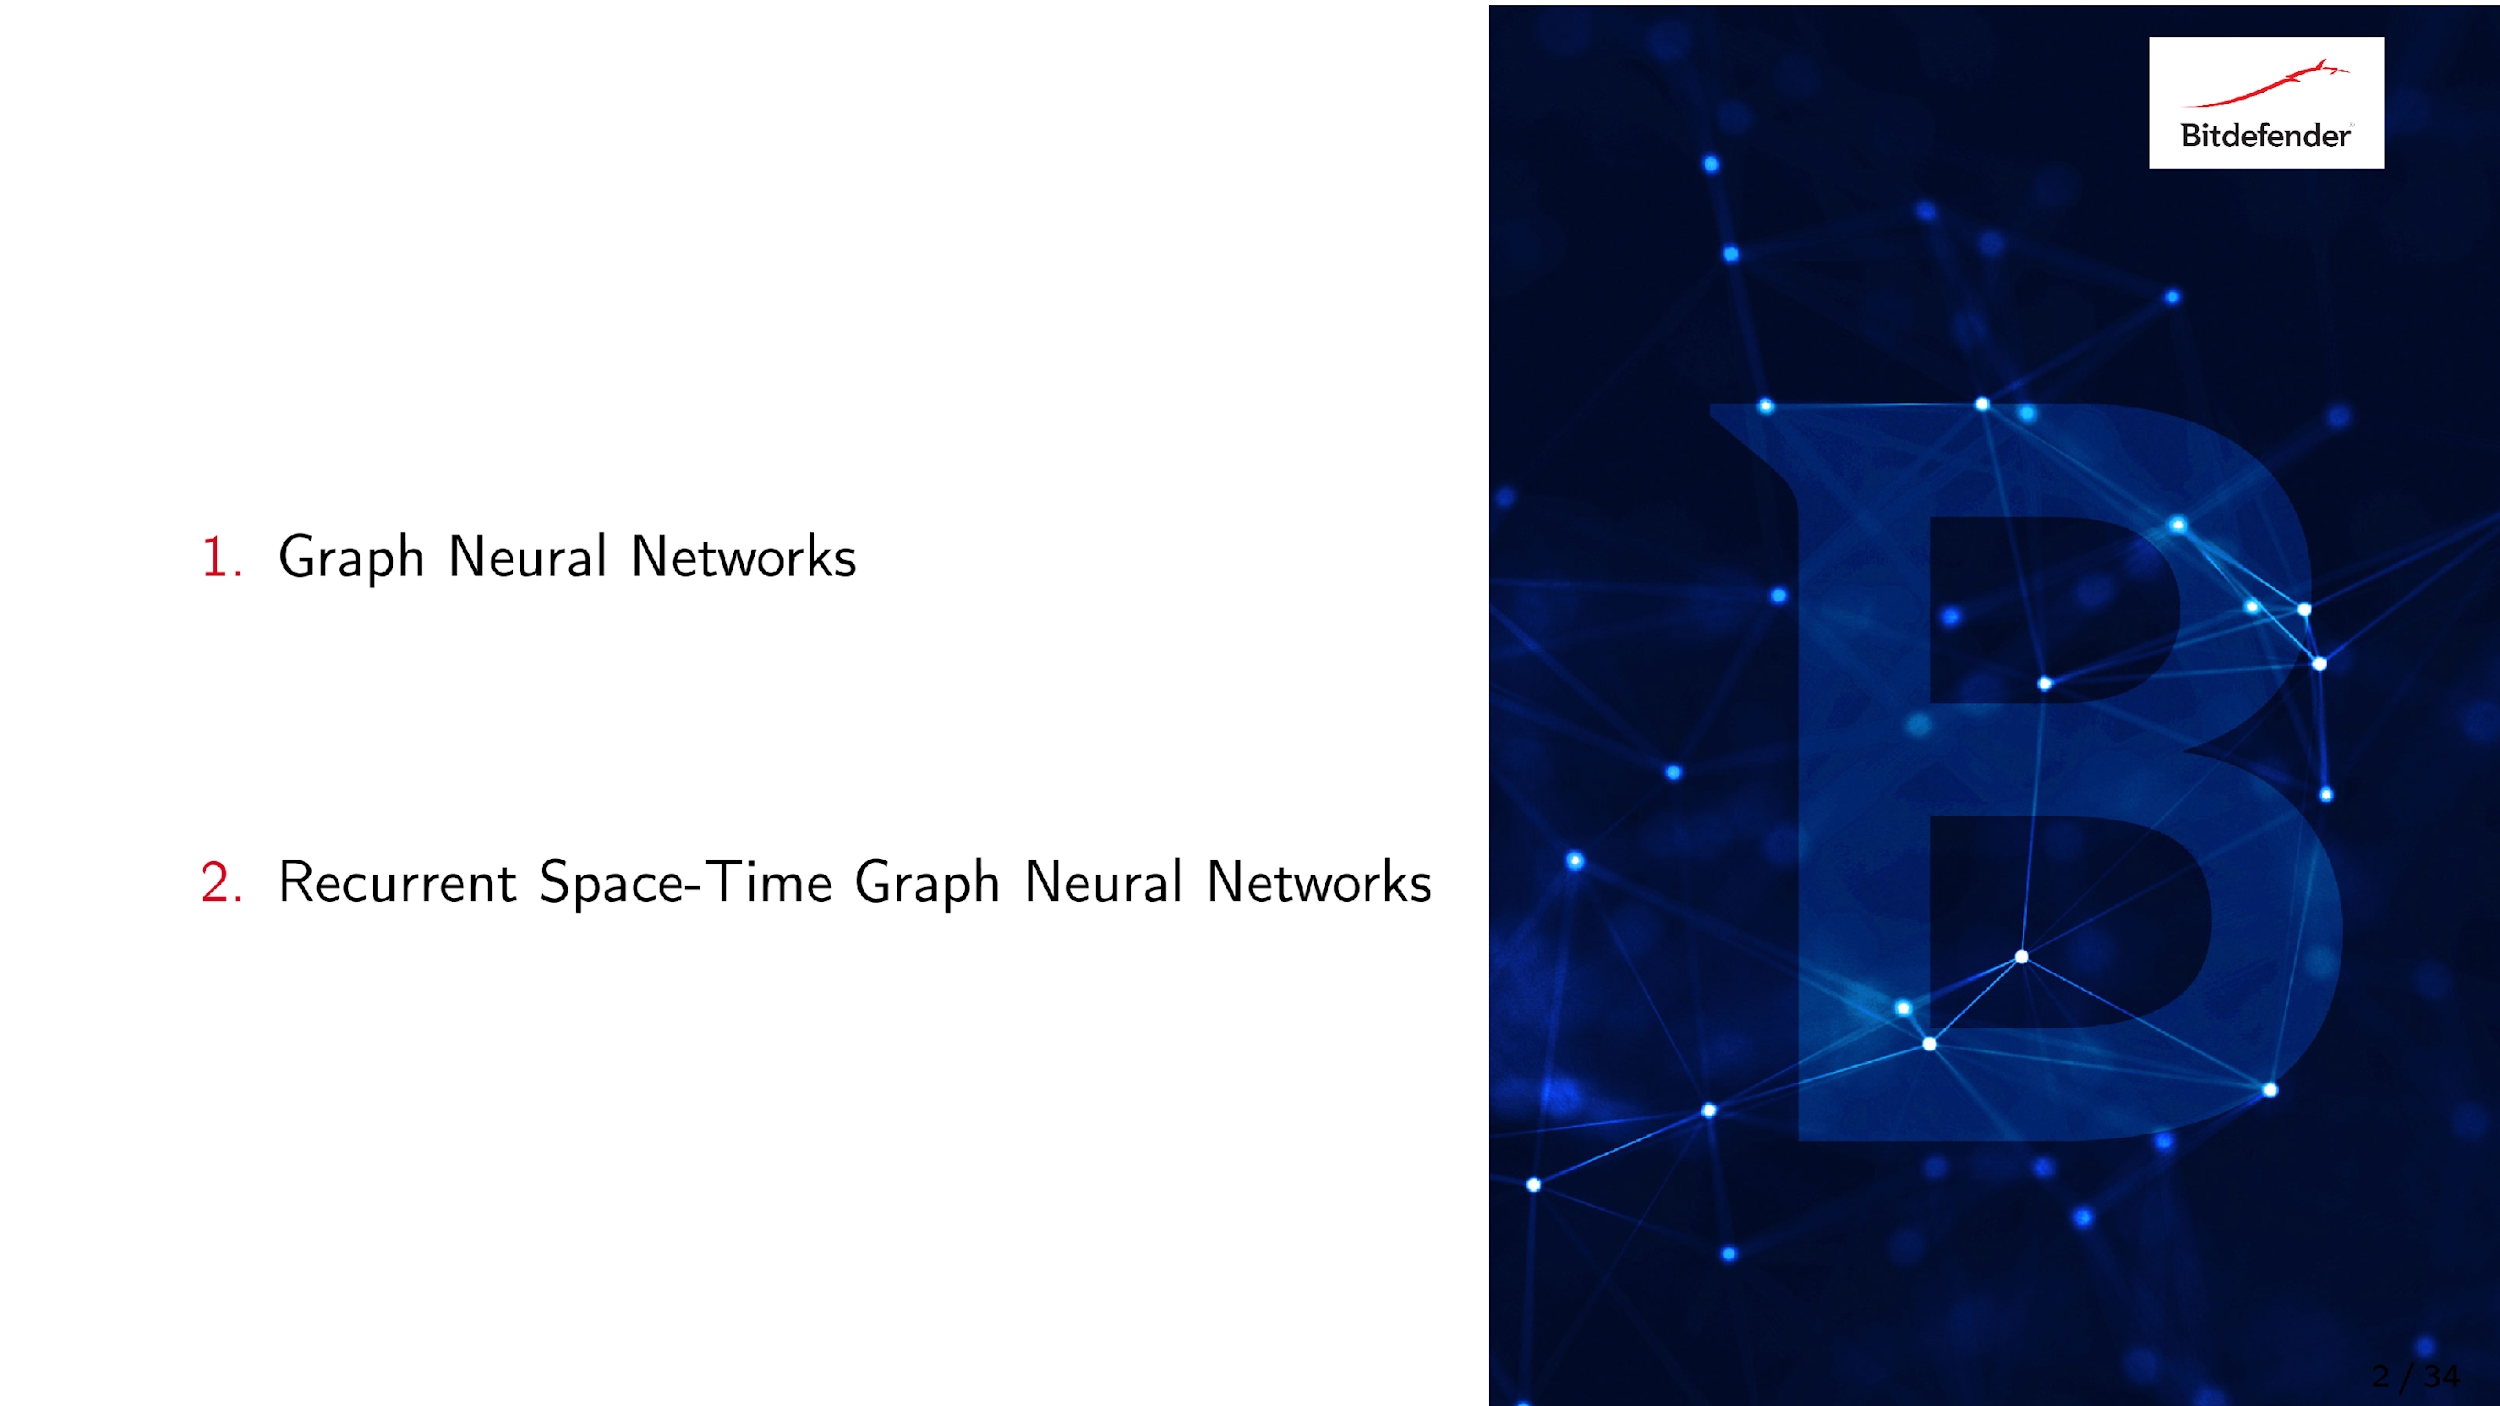 Bitdefender
1. Graph Neural Networks
2. Recurrent Space-Time Graph Neural Networks
B
2 / 34